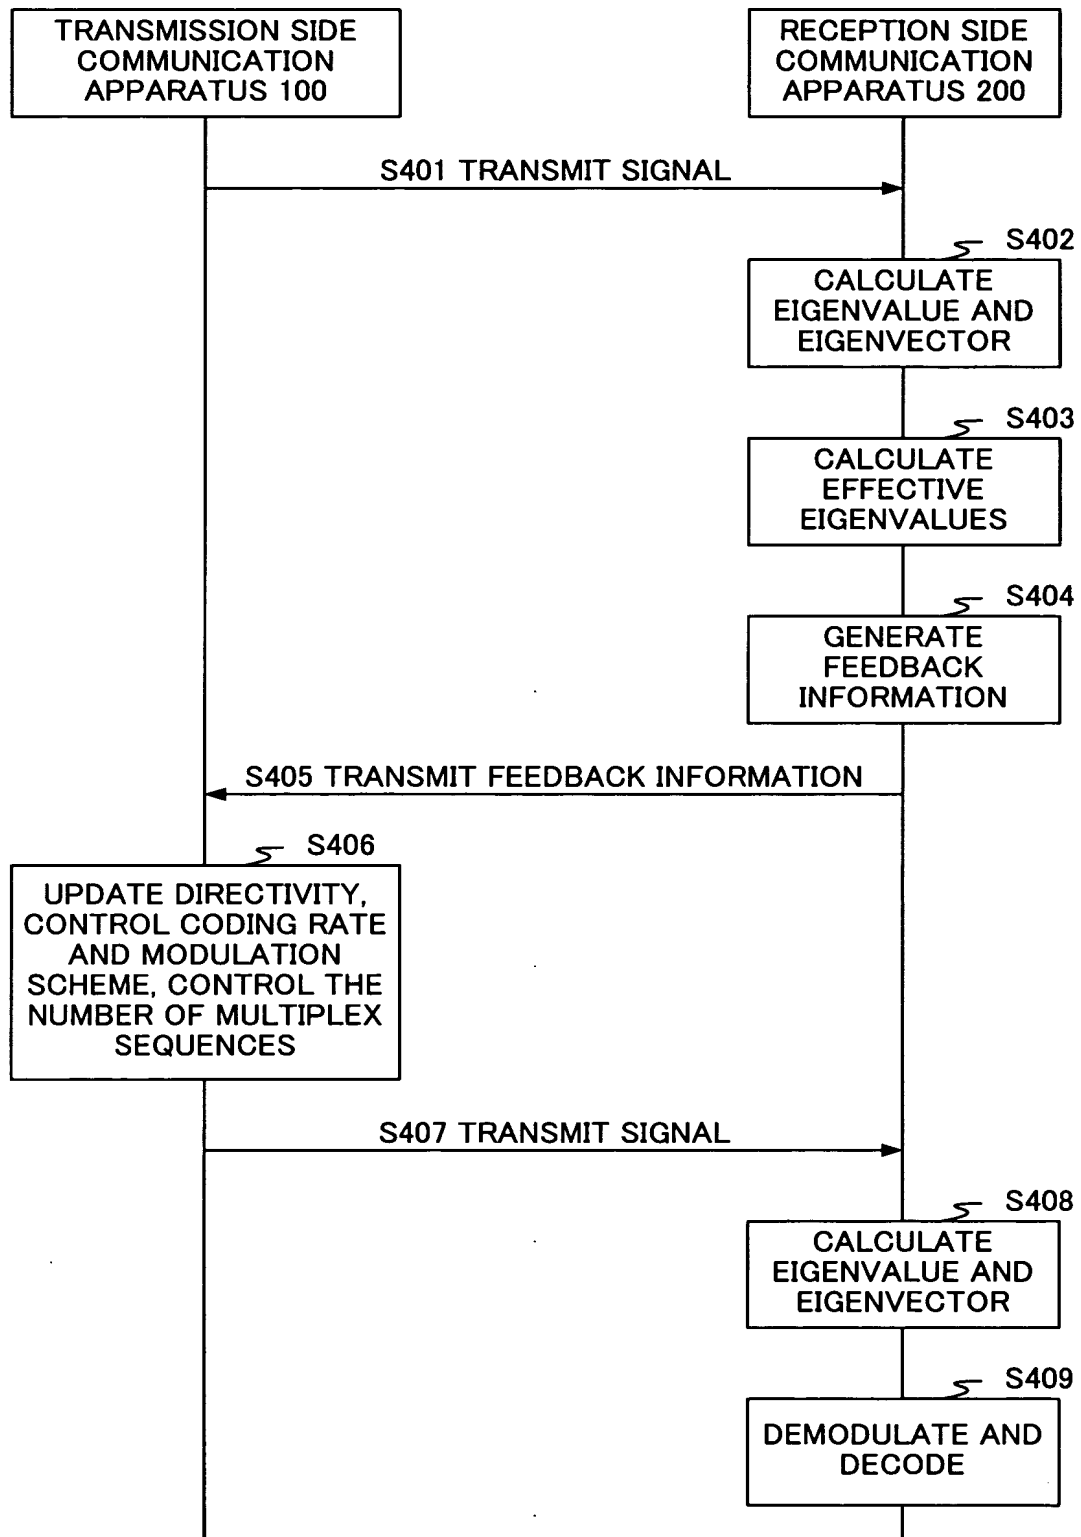 TRANSMISSION SIDE
COMMUNICATION
APPARATUS 100
RECEPTION SIDE
COMMUNICATION
APPARATUS 200
S401 TRANSMIT SIGNAL
S402
CALCULATE
EIGENVALUE AND
EIGENVECTOR
S403
CALCULATE
EFFECTIVE
EIGENVALUES
S404
GENERATE
FEEDBACK
INFORMATION
S405 TRANSMIT FEEDBACK INFORMATION
S406
UPDATE DIRECTIVITY,
CONTROL CODING RATE
AND MODULATION
SCHEME, CONTROL THE
NUMBER OF MULTIPLEX
SEQUENCES
S407 TRANSMIT SIGNAL
S408
CALCULATE
EIGENVALUE AND
EIGENVECTOR
S409
DEMODULATE AND
DECODE